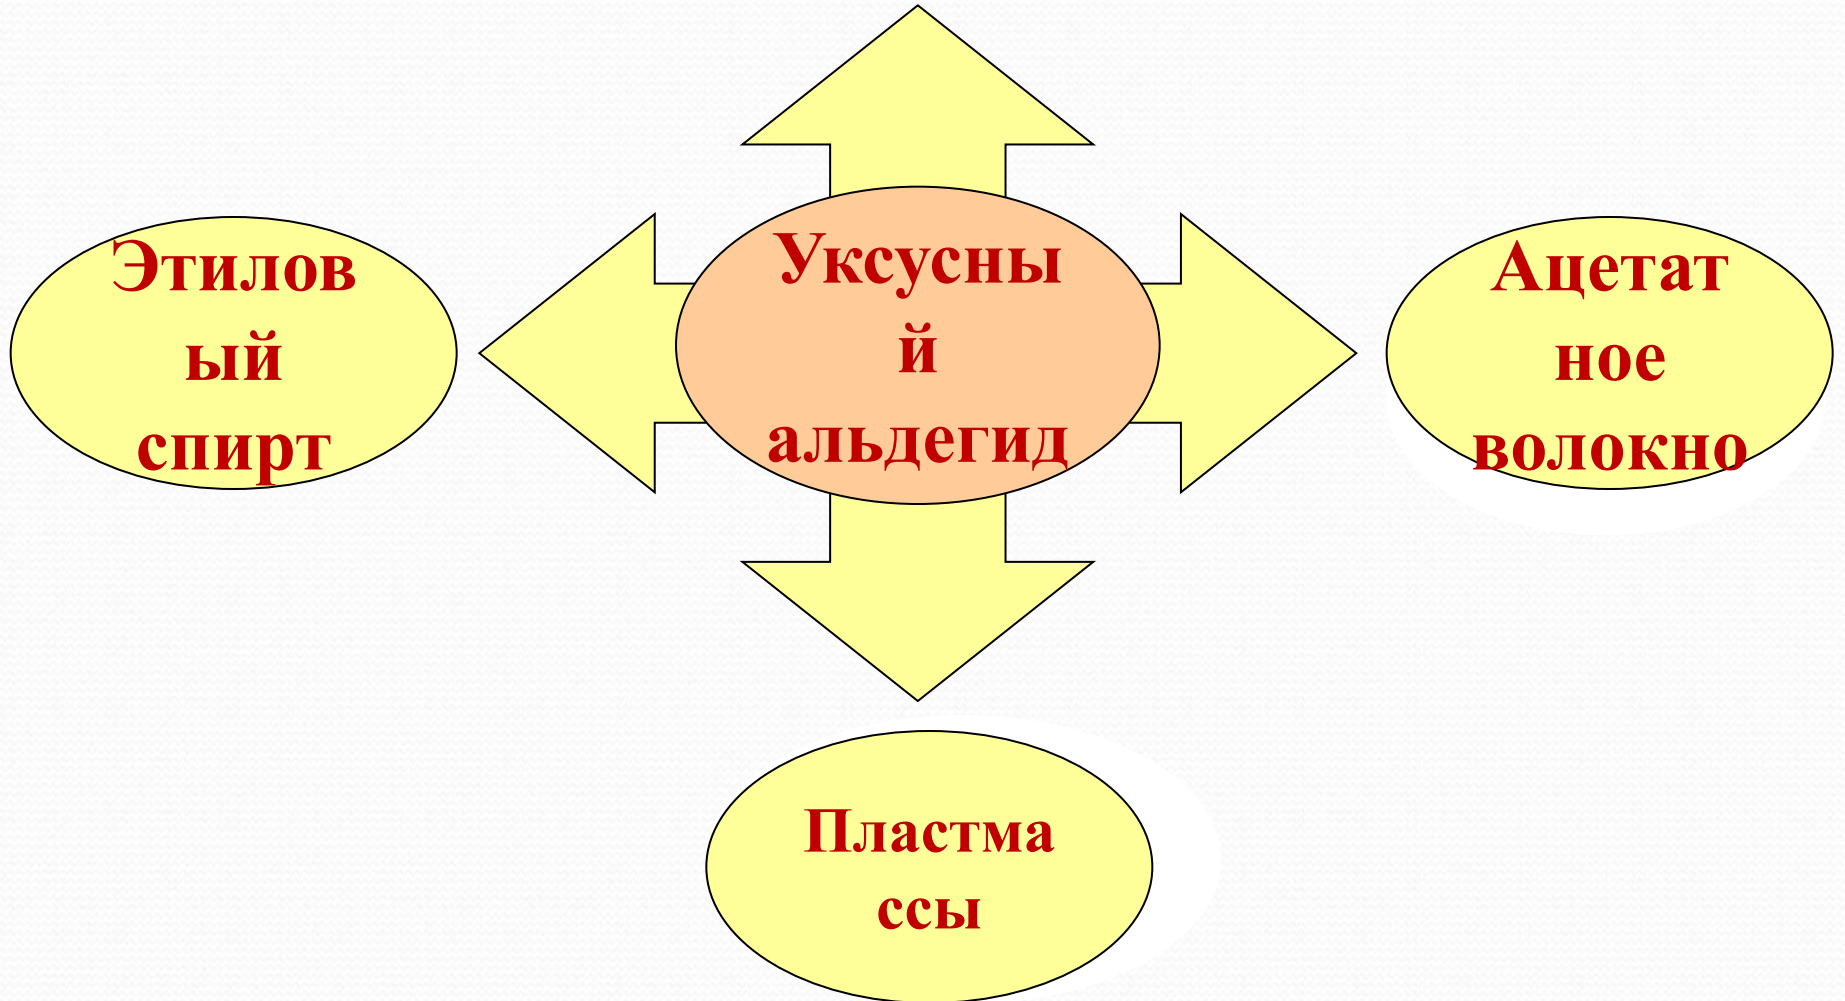 Этилов
ый
спирт
Уксусны
й
альдегид
Ацетат
ное
волокно
Пластма
ссы